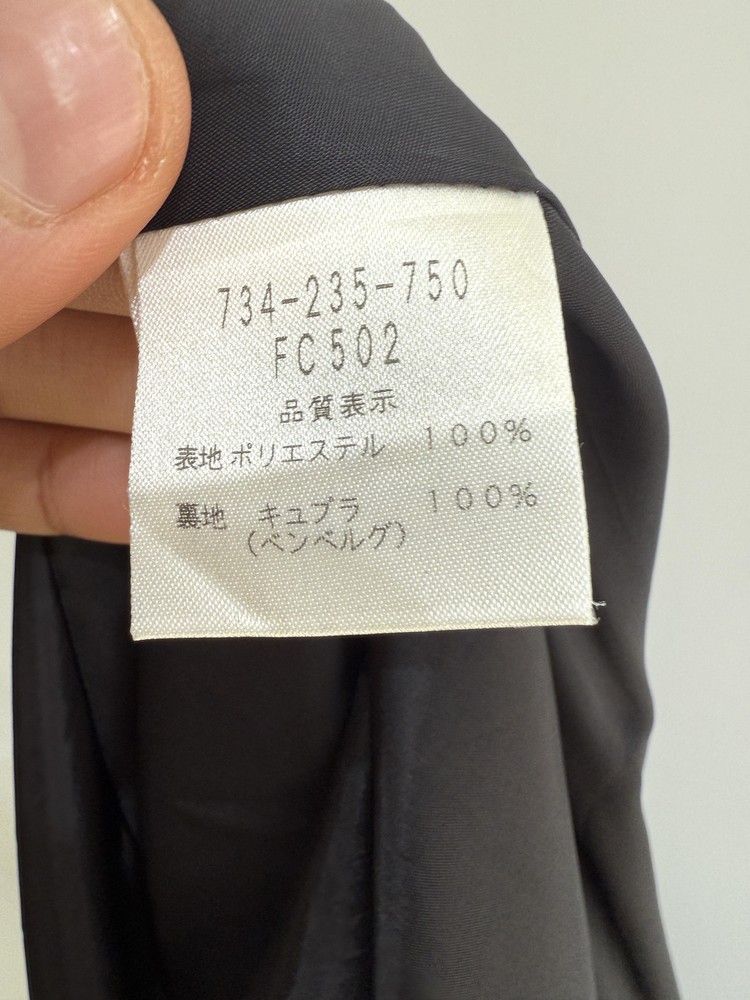 734-235-750
FC502
品質表示
表地 ポリエステル 100%
裏地 キュプラ 100%
(ベンベルグ)